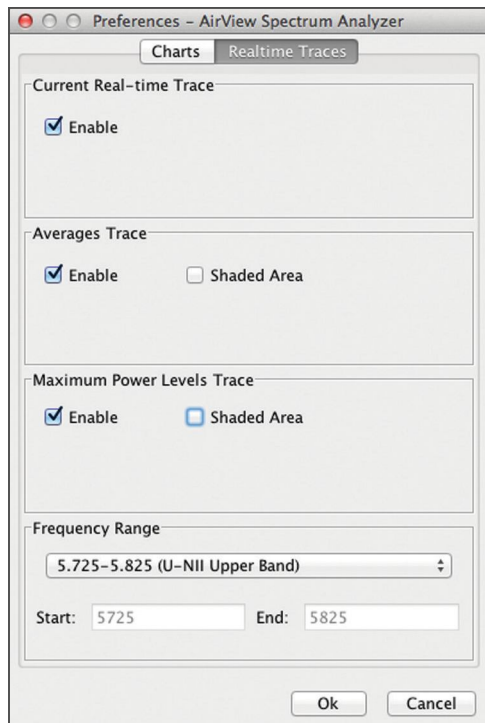 Preferences – AirView Spectrum Analyzer
Charts Realtime Traces
Current Real-time Trace
Enable
Averages Trace
Enable Shaded Area
Maximum Power Levels Trace
Enable Shaded Area
Frequency Range
5.725–5.825 (U-NII Upper Band)
Start: 5725 End: 5825
Ok Cancel